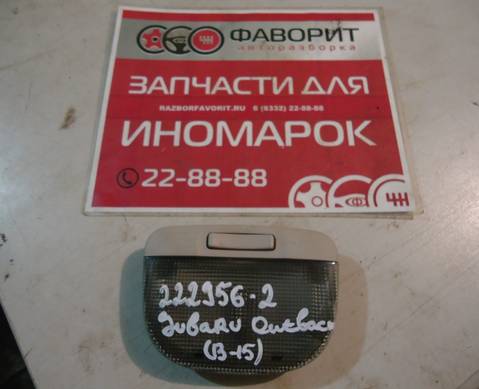 ФАВОРИТ
авторазборка
ЗАПЧАСТИ ДЛЯ
RAZBORFAVORIT.RU 8 (8332) 22-88-88
ИНОМАРОК
22-88-88
222956-2
Subaru Outback
(B-15)